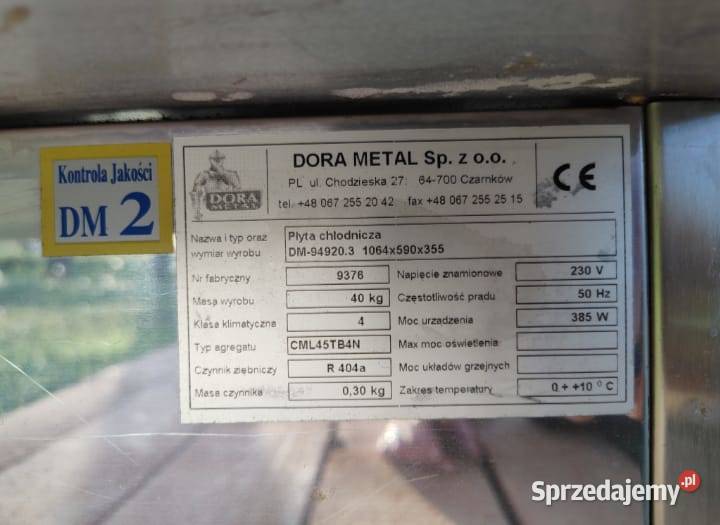 Kontrola Jakości
DM 2
DORA METAL
DORA METAL Sp. z o.o.
PL ul. Chodzieska 27; 64-700 Czarnków
tel. +48 067 255 20 42 fax +48 067 255 25 15
CE
Nazwa i typ oraz wymiar wyrobu
Płyta chłodnicza
DM-94920.3 1064x590x355
Nr fabryczny 9376
Napięcie znamionowe 230 V
Masa wyrobu 40 kg
Częstotliwość pradu 50 Hz
Klasa klimatyczna 4
Moc urządzenia 385 W
Typ agregatu CML45TB4N
Max moc oświetlenia
Czynnik ziębniczy R 404a
Moc układów grzejnych
Masa czynnika 0,30 kg
Zakres temperatury 0 ÷ +10 °C
Sprzedajemy.pl